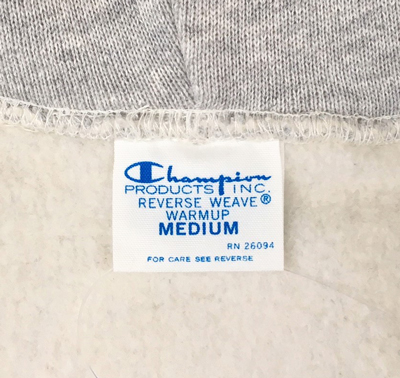 Champion
PRODUCTS INC.
REVERSE WEAVE®
WARMUP
MEDIUM
RN 26094
FOR CARE SEE REVERSE